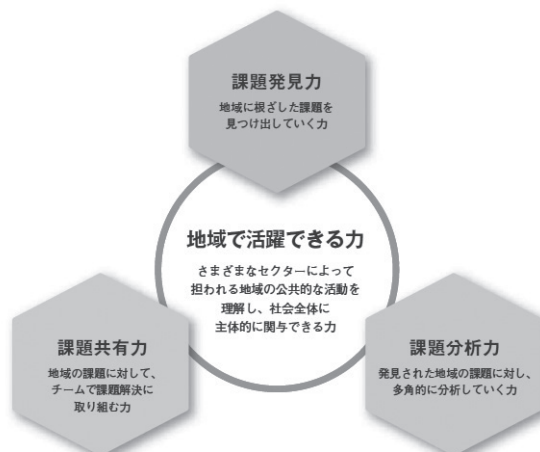 課題発見力
地域に根ざした課題を
見つけ出していく力
地域で活躍できる力
さまざまなセクターによって
担われる地域の公共的な活動を
理解し、社会全体に
主体的に関与できる力
課題共有力
地域の課題に対して、
チームで課題解決に
取り組む力
課題分析力
発見された地域の課題に対し、
多角的に分析していく力